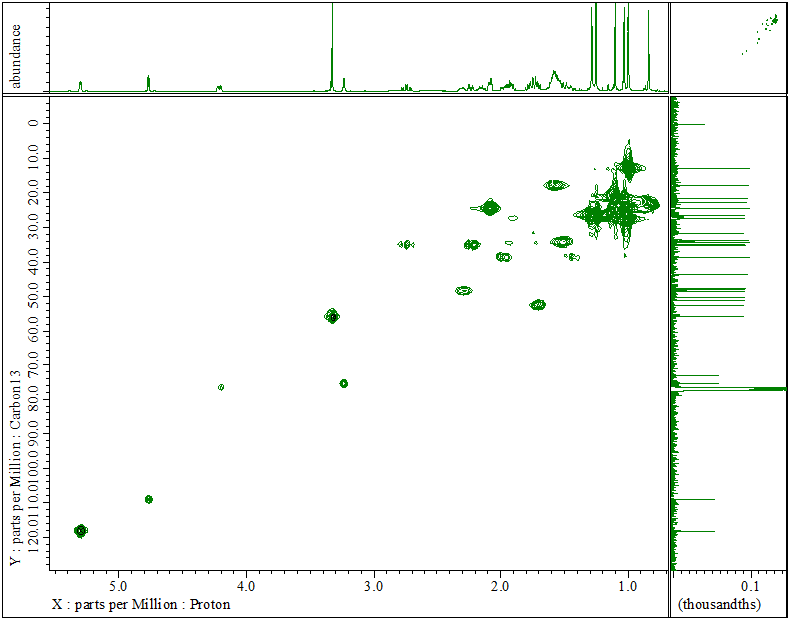 abundance
0
10.0
20.0
30.0
40.0
50.0
60.0
70.0
80.0
90.0
100.0
110.0
120.0
Y : parts per Million : Carbon13
5.0 4.0 3.0 2.0 1.0
X : parts per Million : Proton
0.1
(thousandths)